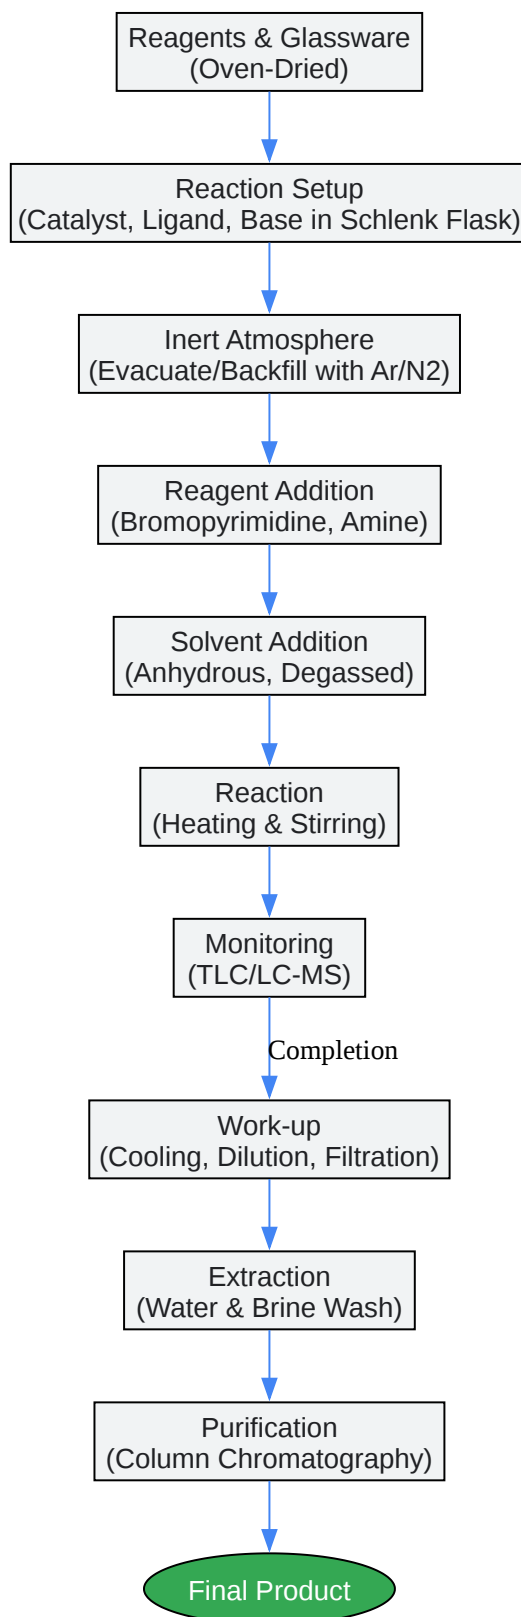 Reagents & Glassware
(Oven-Dried)
Reaction Setup
(Catalyst, Ligand, Base in Schlenk Flask)
Inert Atmosphere
(Evacuate/Backfill with Ar/N2)
Reagent Addition
(Bromopyrimidine, Amine)
Solvent Addition
(Anhydrous, Degassed)
Reaction
(Heating & Stirring)
Monitoring
(TLC/LC-MS)
Completion
Work-up
(Cooling, Dilution, Filtration)
Extraction
(Water & Brine Wash)
Purification
(Column Chromatography)
Final Product